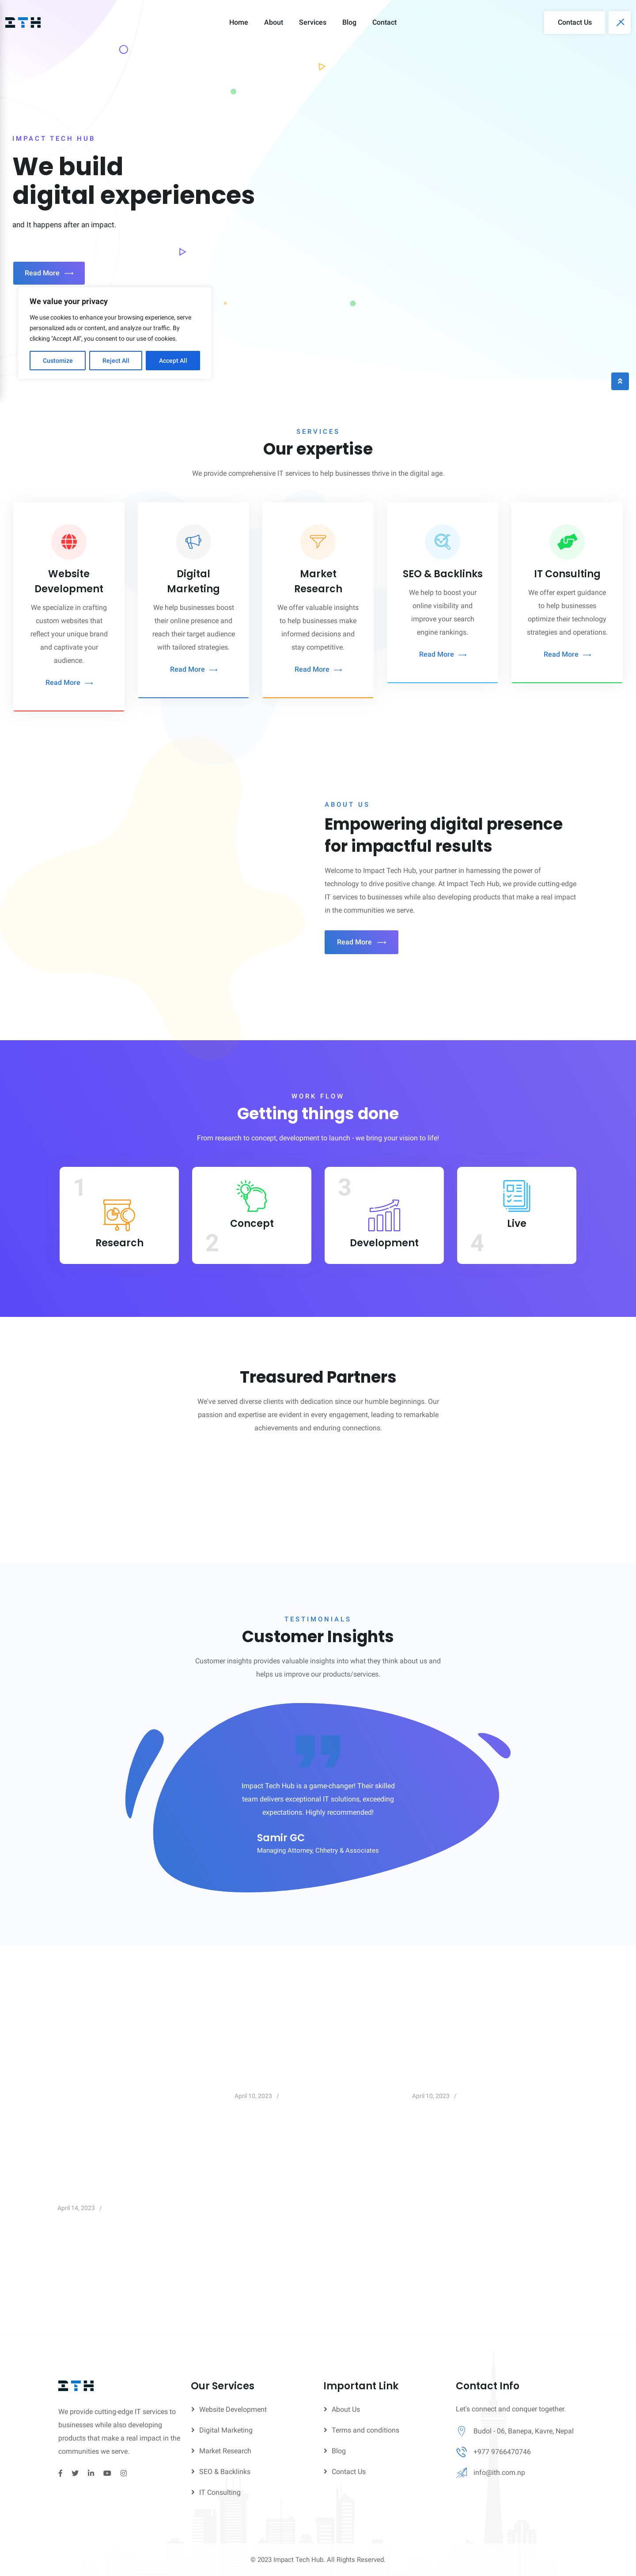 ITH
Home
About
Services
Blog
Contact
Contact Us
IMPACT TECH HUB
We build
digital experiences
and It happens after an impact.
Read More
We value your privacy
We use cookies to enhance your browsing experience, serve
personalized ads or content, and analyze our traffic. By
clicking "Accept All", you consent to our use of cookies.
Customize
Reject All
Accept All
SERVICES
Our expertise
We provide comprehensive IT services to help businesses thrive in the digital age.
Website
Development
We specialize in crafting
custom websites that
reflect your unique brand
and captivate your
audience.
Read More
Digital
Marketing
We help businesses boost
their online presence and
reach their target audience
with tailored strategies.
Read More
Market
Research
We offer valuable insights
to help businesses make
informed decisions and
stay competitive.
Read More
SEO & Backlinks
We help to boost your
online visibility and
improve your search
engine rankings.
Read More
IT Consulting
We offer expert guidance
to help businesses
optimize their technology
strategies and operations.
Read More
ABOUT US
Empowering digital presence
for impactful results
Welcome to Impact Tech Hub, your partner in harnessing the power of
technology to drive positive change. At Impact Tech Hub, we provide cutting-edge
IT services to businesses while also developing products that make a real impact
in the communities we serve.
Read More
WORK FLOW
Getting things done
From research to concept, development to launch - we bring your vision to life!
1
Research
Concept
2
3
Development
Live
4
Treasured Partners
We've served diverse clients with dedication since our humble beginnings. Our
passion and expertise are evident in every engagement, leading to remarkable
achievements and enduring connections.
TESTIMONIALS
Customer Insights
Customer insights provides valuable insights into what they think about us and
helps us improve our products/services.
Impact Tech Hub is a game-changer! Their skilled
team delivers exceptional IT solutions, exceeding
expectations. Highly recommended!
Samir GC
Managing Attorney, Chhetry & Associates
April 10, 2023 /
April 10, 2023 /
April 14, 2023 /
ITH
We provide cutting-edge IT services to
businesses while also developing
products that make a real impact in the
communities we serve.
Our Services
Website Development
Digital Marketing
Market Research
SEO & Backlinks
IT Consulting
Important Link
About Us
Terms and conditions
Blog
Contact Us
Contact Info
Let's connect and conquer together.
Budol - 06, Banepa, Kavre, Nepal
+977 9766470746
info@ith.com.np
© 2023 Impact Tech Hub. All Rights Reserved.